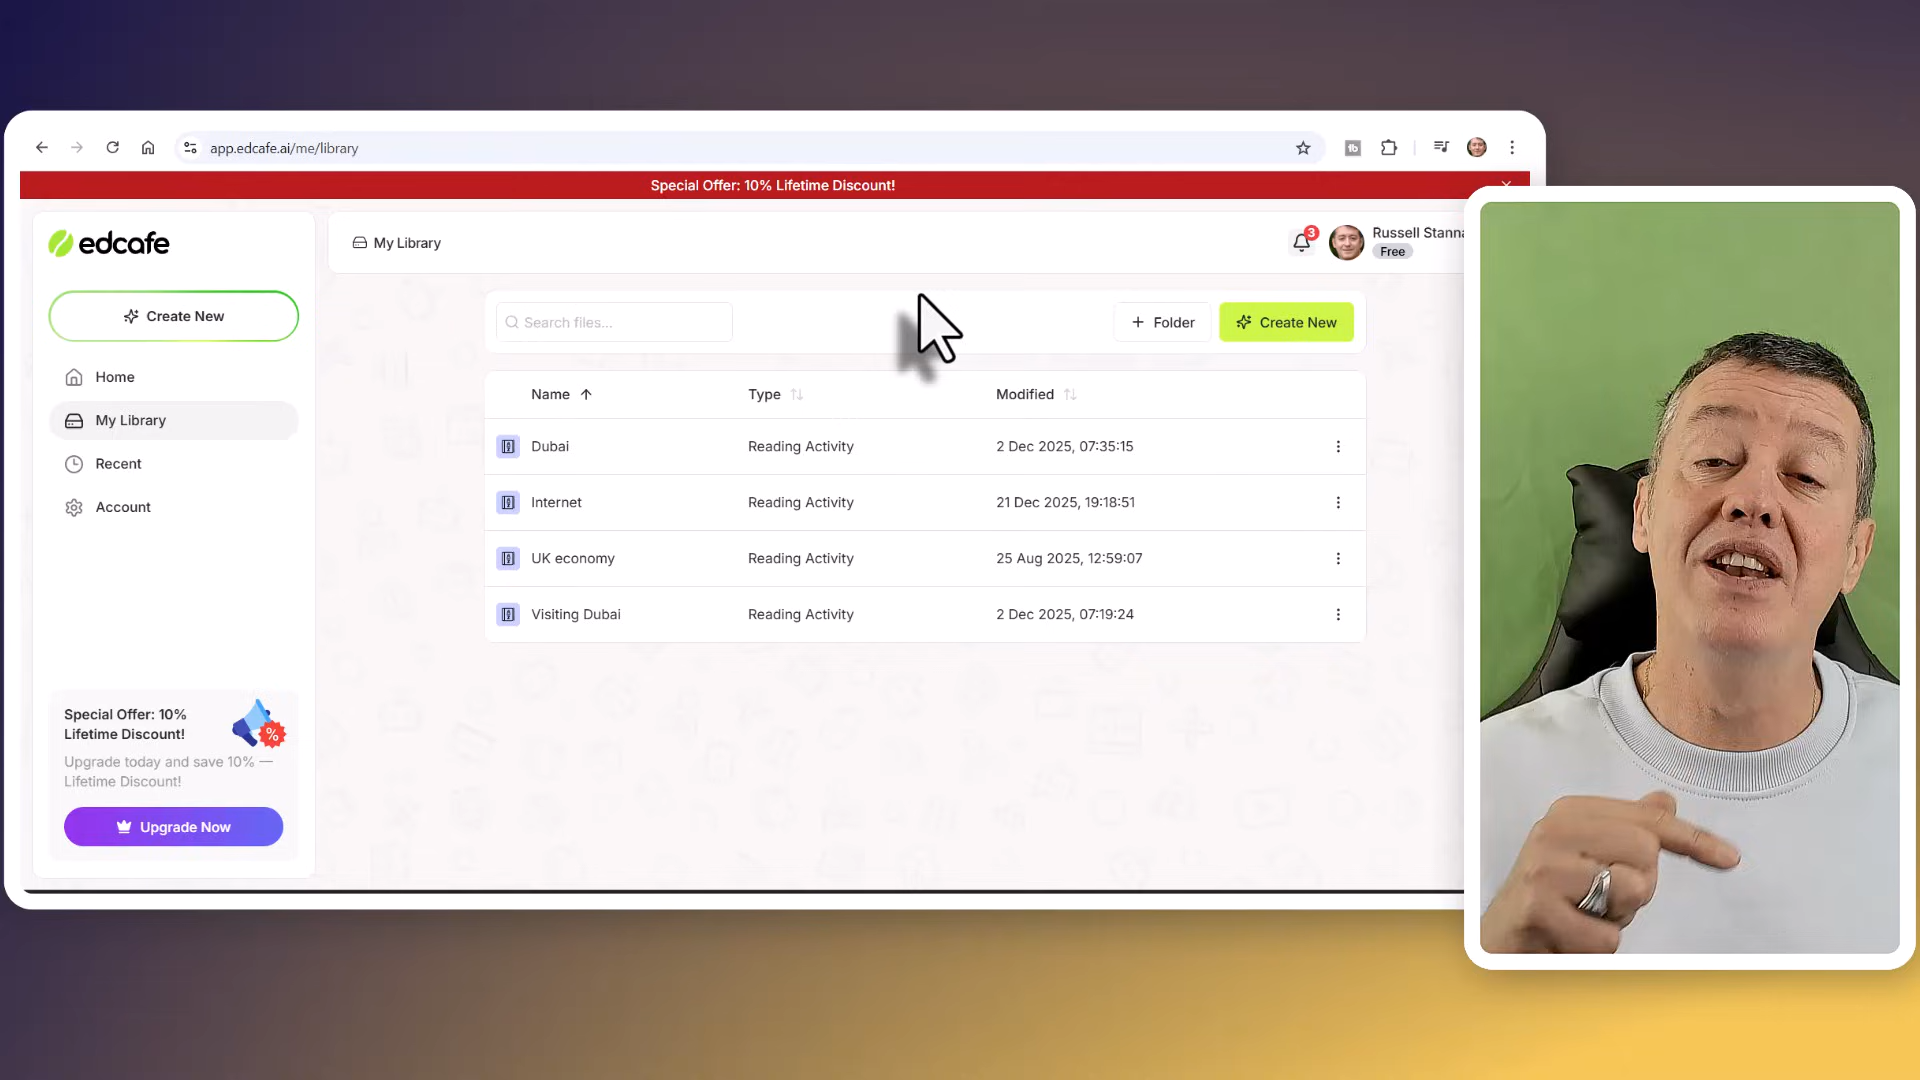 app.edcafe.ai/me/library
Special Offer: 10% Lifetime Discount!
edcafe
My Library
3
Russell Stanna
Free
Create New
Search files...
+ Folder
Create New
Home
My Library
Recent
Account
Name Type Modified
Dubai Reading Activity 2 Dec 2025, 07:35:15
Internet Reading Activity 21 Dec 2025, 19:18:51
UK economy Reading Activity 25 Aug 2025, 12:59:07
Visiting Dubai Reading Activity 2 Dec 2025, 07:19:24
Special Offer: 10%
Lifetime Discount!
%
Upgrade today and save 10% —
Lifetime Discount!
Upgrade Now